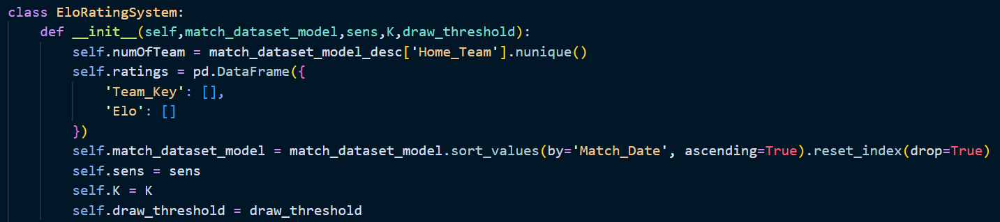 class EloRatingSystem:
    def __init__(self,match_dataset_model,sens,K,draw_threshold):
        self.numOfTeam = match_dataset_model_desc['Home_Team'].nunique()
        self.ratings = pd.DataFrame({
            'Team_Key': [],
            'Elo': []
        })
        self.match_dataset_model = match_dataset_model.sort_values(by='Match_Date', ascending=True).reset_index(drop=True)
        self.sens = sens
        self.K = K
        self.draw_threshold = draw_threshold